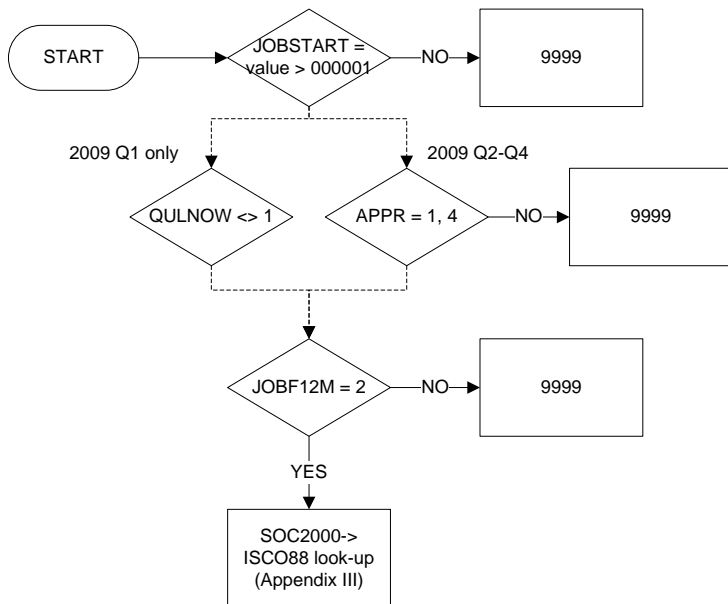 START
JOBSTART =
value > 000001
NO
9999
2009 Q1 only
2009 Q2-Q4
QULNOW <> 1
APPR = 1, 4
NO
9999
JOBF12M = 2
NO
9999
YES
SOC2000->
ISCO88 look-up
(Appendix III)